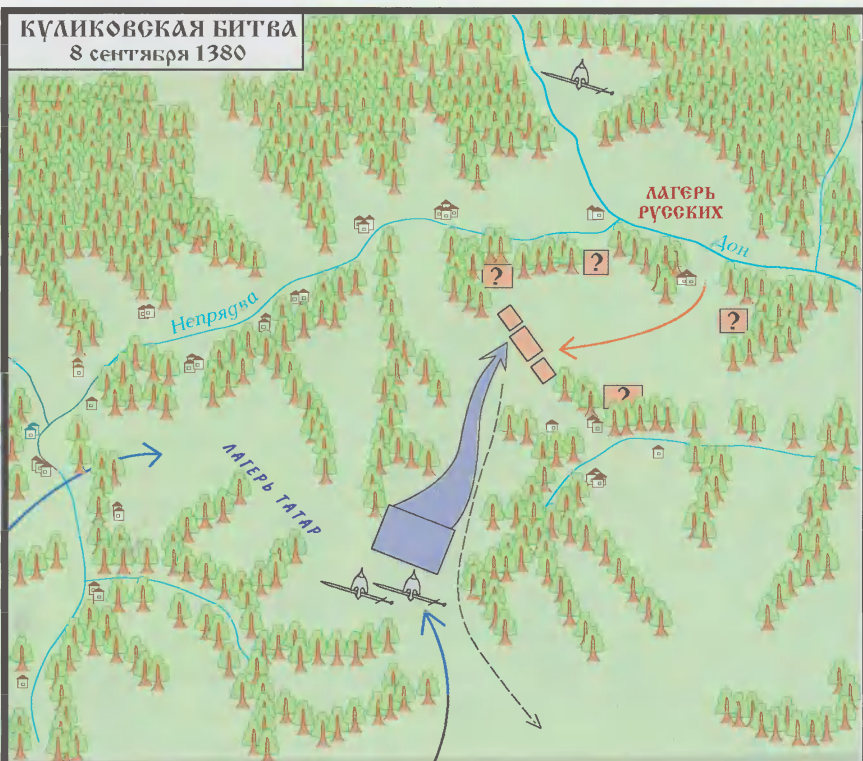 КУЛИКОВСКАЯ БИТВА
8 сентября 1380
ЛАГЕРЬ
РУССКИХ
Дон
?
?
?
Непрядва
?
ЛАГЕРЬ ТАТАР